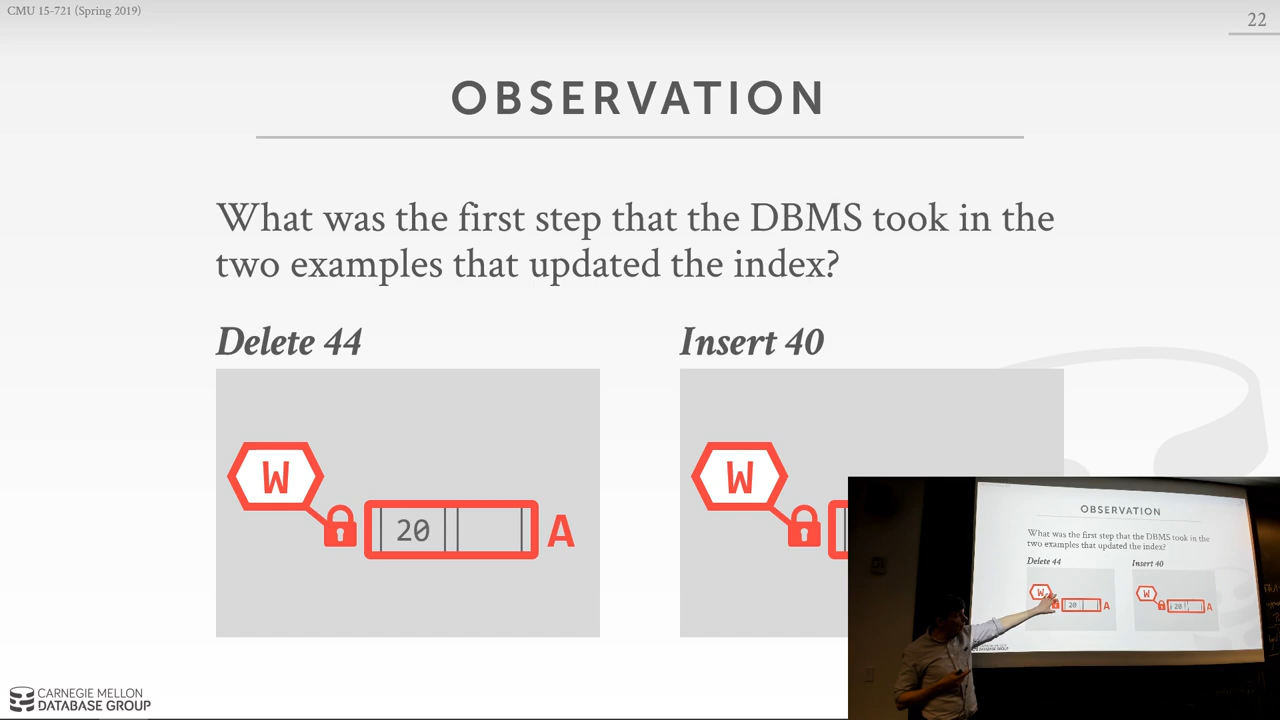 CMU 15-721 (Spring 2019)
22
OBSERVATION
What was the first step that the DBMS took in the
two examples that updated the index?
Delete 44
Insert 40
W
20
A
W
CARNEGIE MELLON
DATABASE GROUP
OBSERVATION
What was the first step that the DBMS took in the
two examples that updated the index?
Delete 44
Insert 40
W
20
A
W
20
A
DATABASE GROUP